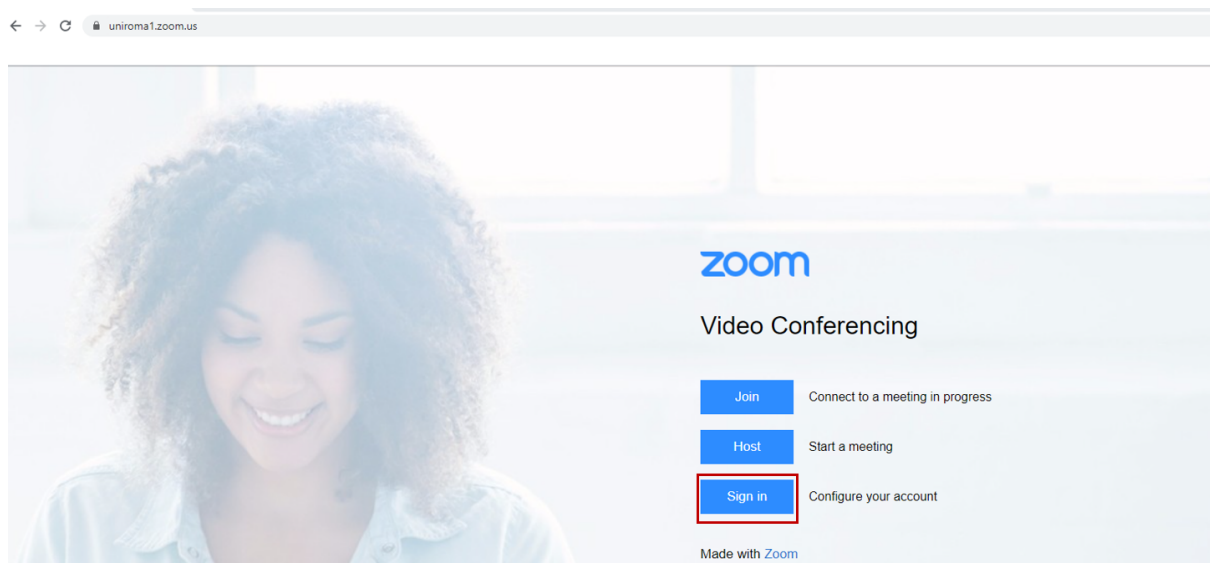 uniroma1.zoom.us
zoom
Video Conferencing
Join Connect to a meeting in progress
Host Start a meeting
Sign in Configure your account
Made with Zoom